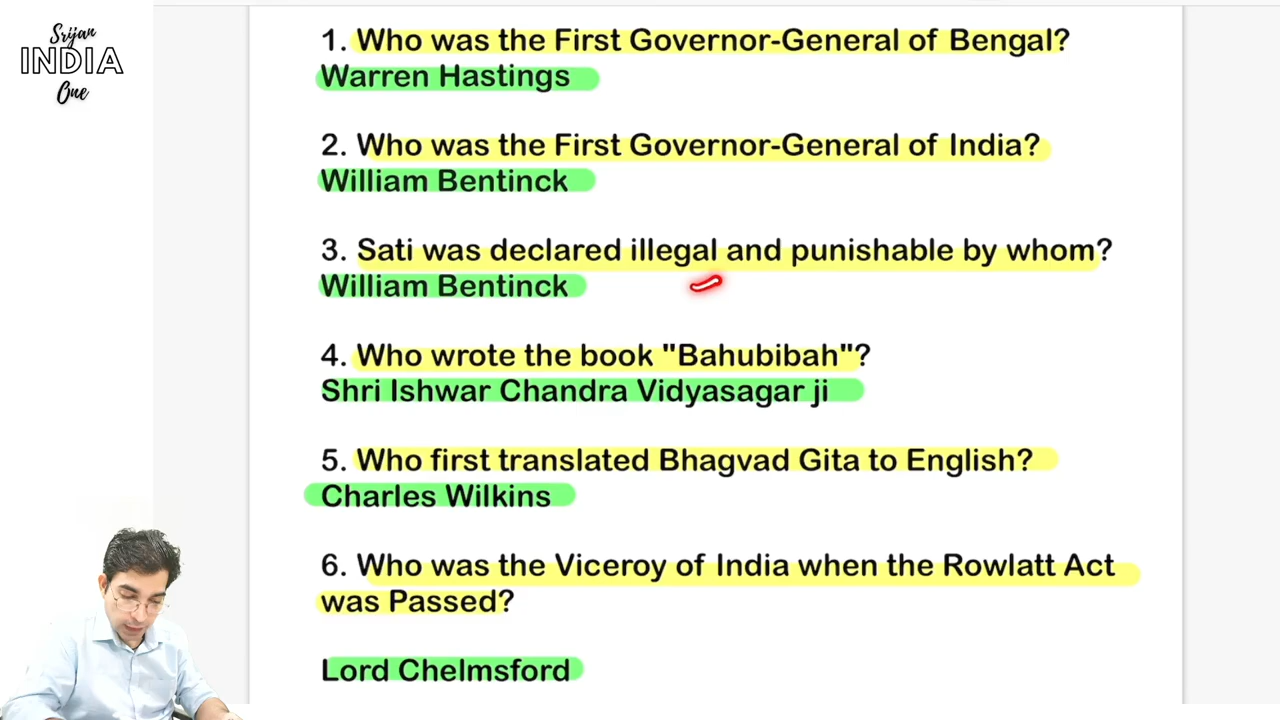 Srijan
INDIA
One
1. Who was the First Governor-General of Bengal?
Warren Hastings
2. Who was the First Governor-General of India?
William Bentinck
3. Sati was declared illegal and punishable by whom?
William Bentinck
4. Who wrote the book "Bahubibah"?
Shri Ishwar Chandra Vidyasagar ji
5. Who first translated Bhagvad Gita to English?
Charles Wilkins
6. Who was the Viceroy of India when the Rowlatt Act
was Passed?
Lord Chelmsford